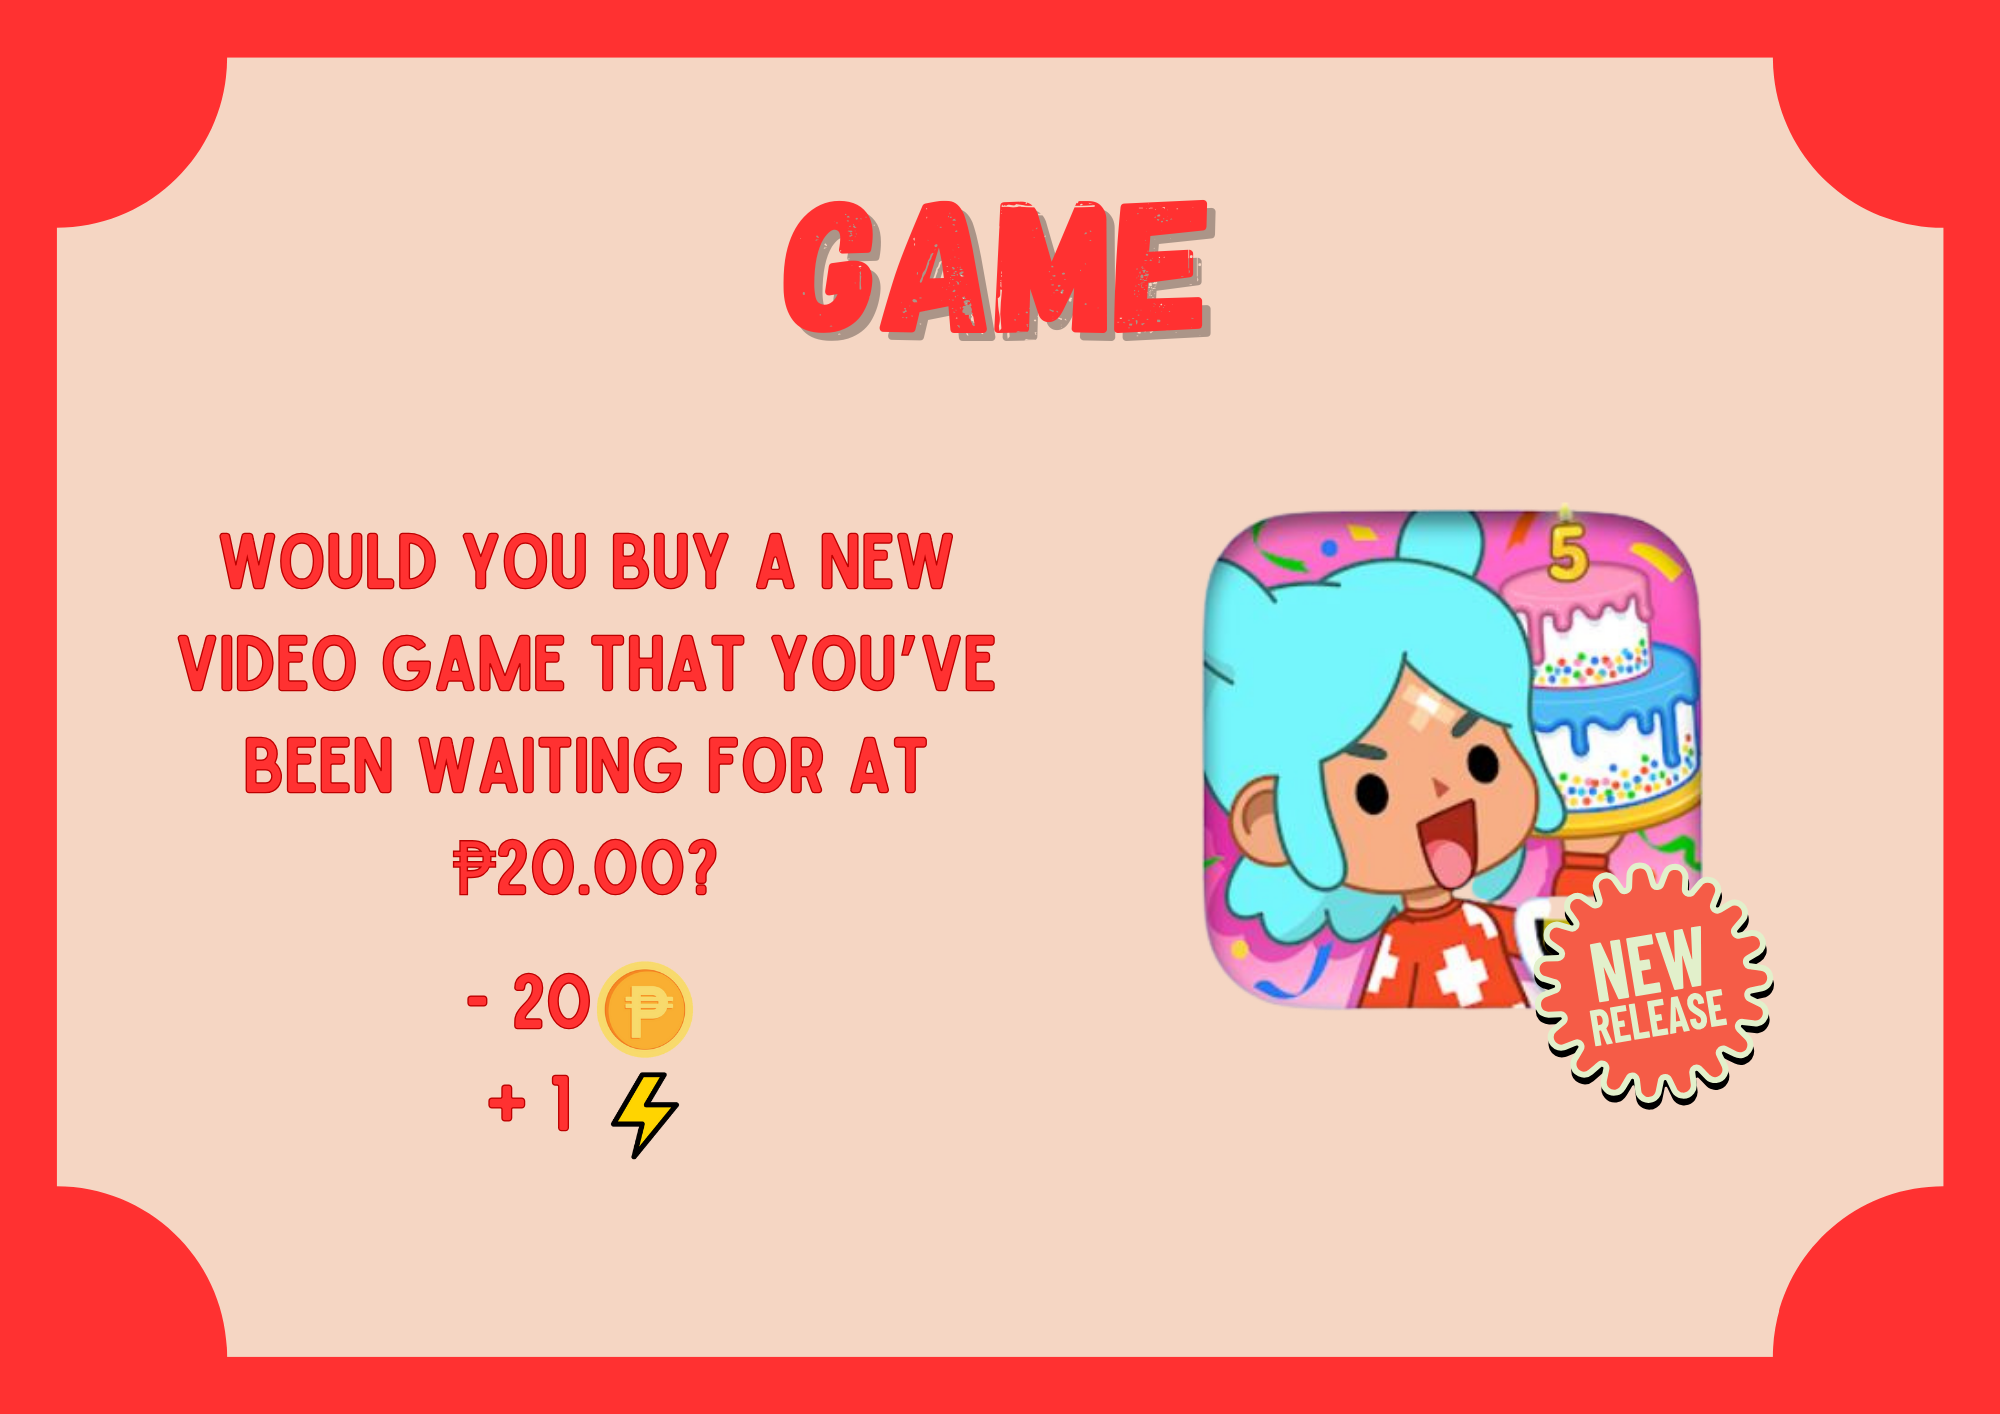 GAME
WOULD YOU BUY A NEW
VIDEO GAME THAT YOU'VE
BEEN WAITING FOR AT
₱20.00?
- 20 ₱
+ 1
5
NEW
RELEASE